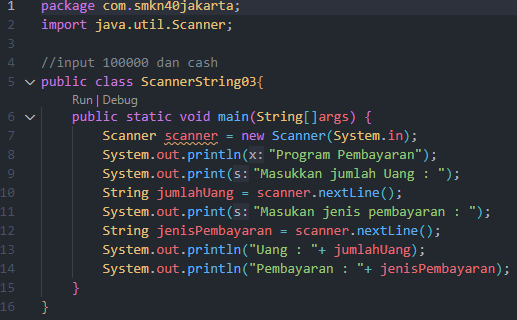 1 package com.smkn40jakarta;
2 import java.util.Scanner;
3
4 //input 100000 dan cash
5 public class ScannerString03{
Run | Debug
6 public static void main(String[]args) {
7 Scanner scanner = new Scanner(System.in);
8 System.out.println(x: "Program Pembayaran");
9 System.out.print(s: "Masukkan jumlah Uang : ");
10 String jumlahUang = scanner.nextLine();
11 System.out.print(s: "Masukan jenis pembayaran : ");
12 String jenisPembayaran = scanner.nextLine();
13 System.out.println("Uang : "+ jumlahUang);
14 System.out.println("Pembayaran : "+ jenisPembayaran);
15 }
16 }